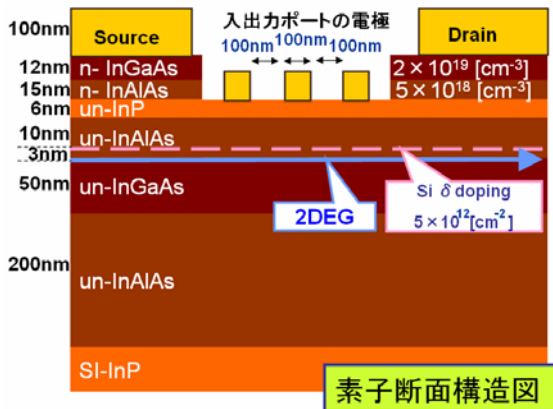 入出力ポートの電極
100nm
Source
Drain
100nm
100nm
100nm
12nm
n- InGaAs
2×10¹⁹ [cm⁻³]
15nm
n- InAlAs
5×10¹⁸ [cm⁻³]
6nm
un-InP
10nm
un-InAlAs
3nm
50nm
un-InGaAs
Si δ doping
5×10¹²[cm⁻²]
2DEG
200nm
un-InAlAs
SI-InP
素子断面構造図